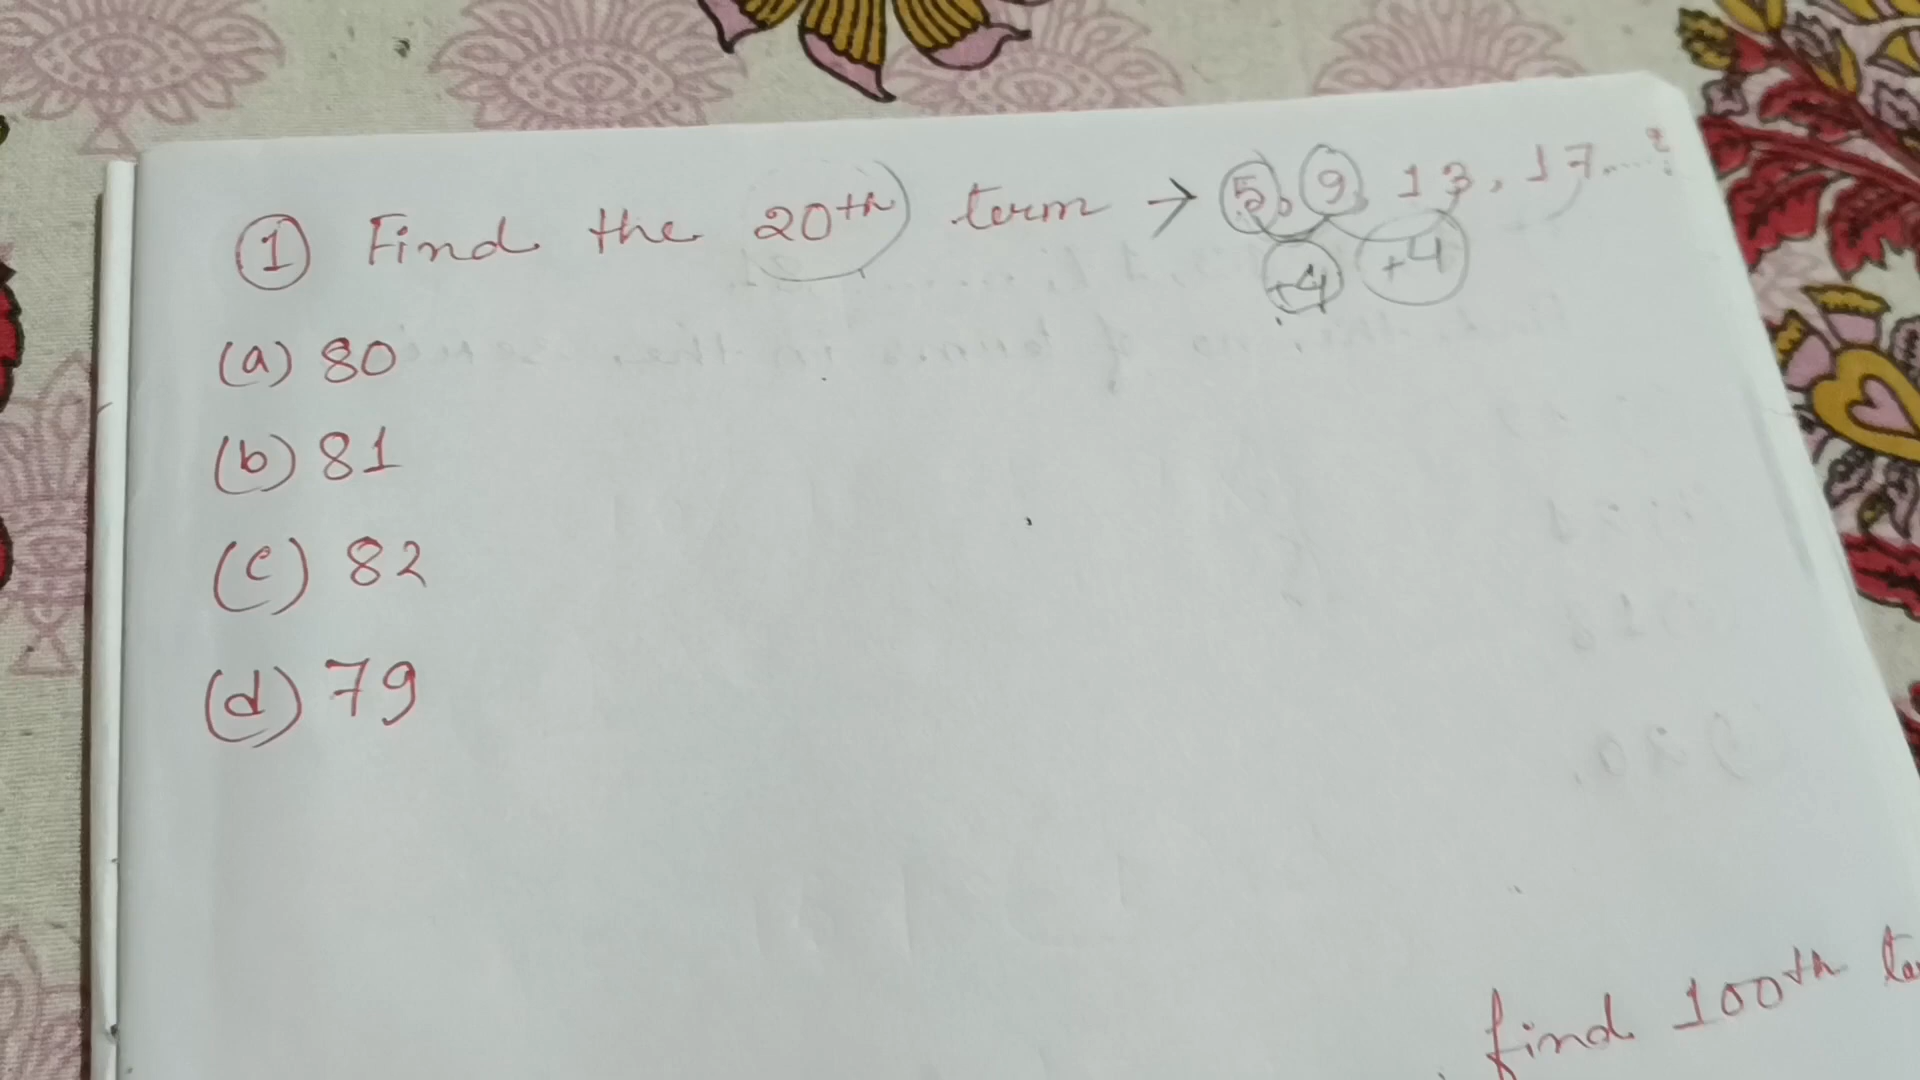 ① Find the 20th term → 5, 9, 13, 17.....?
+4 +4
(a) 80
(b) 81
(c) 82
(d) 79
find 100th